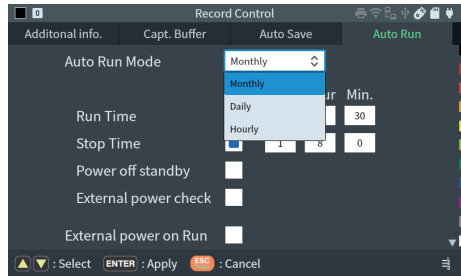 0 Record Control
Additonal info. Capt. Buffer Auto Save Auto Run
Auto Run Mode Monthly
Monthly
ur Min.
Daily
Run Time 30
Hourly
Stop Time 1 8 0
Power off standby
External power check
External power on Run
: Select ENTER : Apply ESC : Cancel